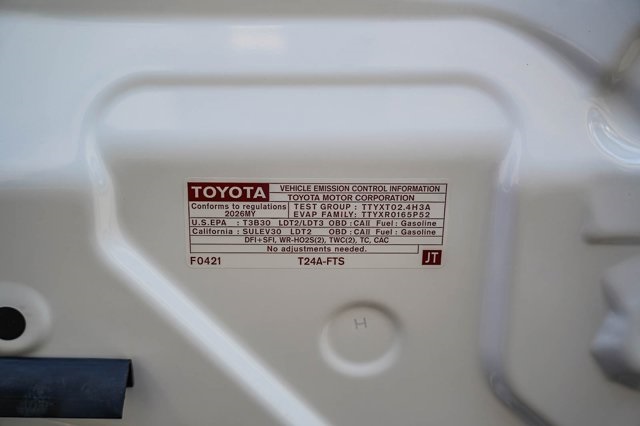 TOYOTA VEHICLE EMISSION CONTROL INFORMATION
TOYOTA MOTOR CORPORATION
Conforms to regulations TEST GROUP : TTYXT02.4H3A
2026MY EVAP FAMILY: TTYXR0165P52
U.S.EPA : T3B30 LDT2/LDT3 OBD : CAII Fuel : Gasoline
California : SULEV30 LDT2 OBD : CAII Fuel : Gasoline
DFI+SFI, WR-HO2S(2), TWC(2), TC, CAC
No adjustments needed.
F0421 T24A-FTS JT
H